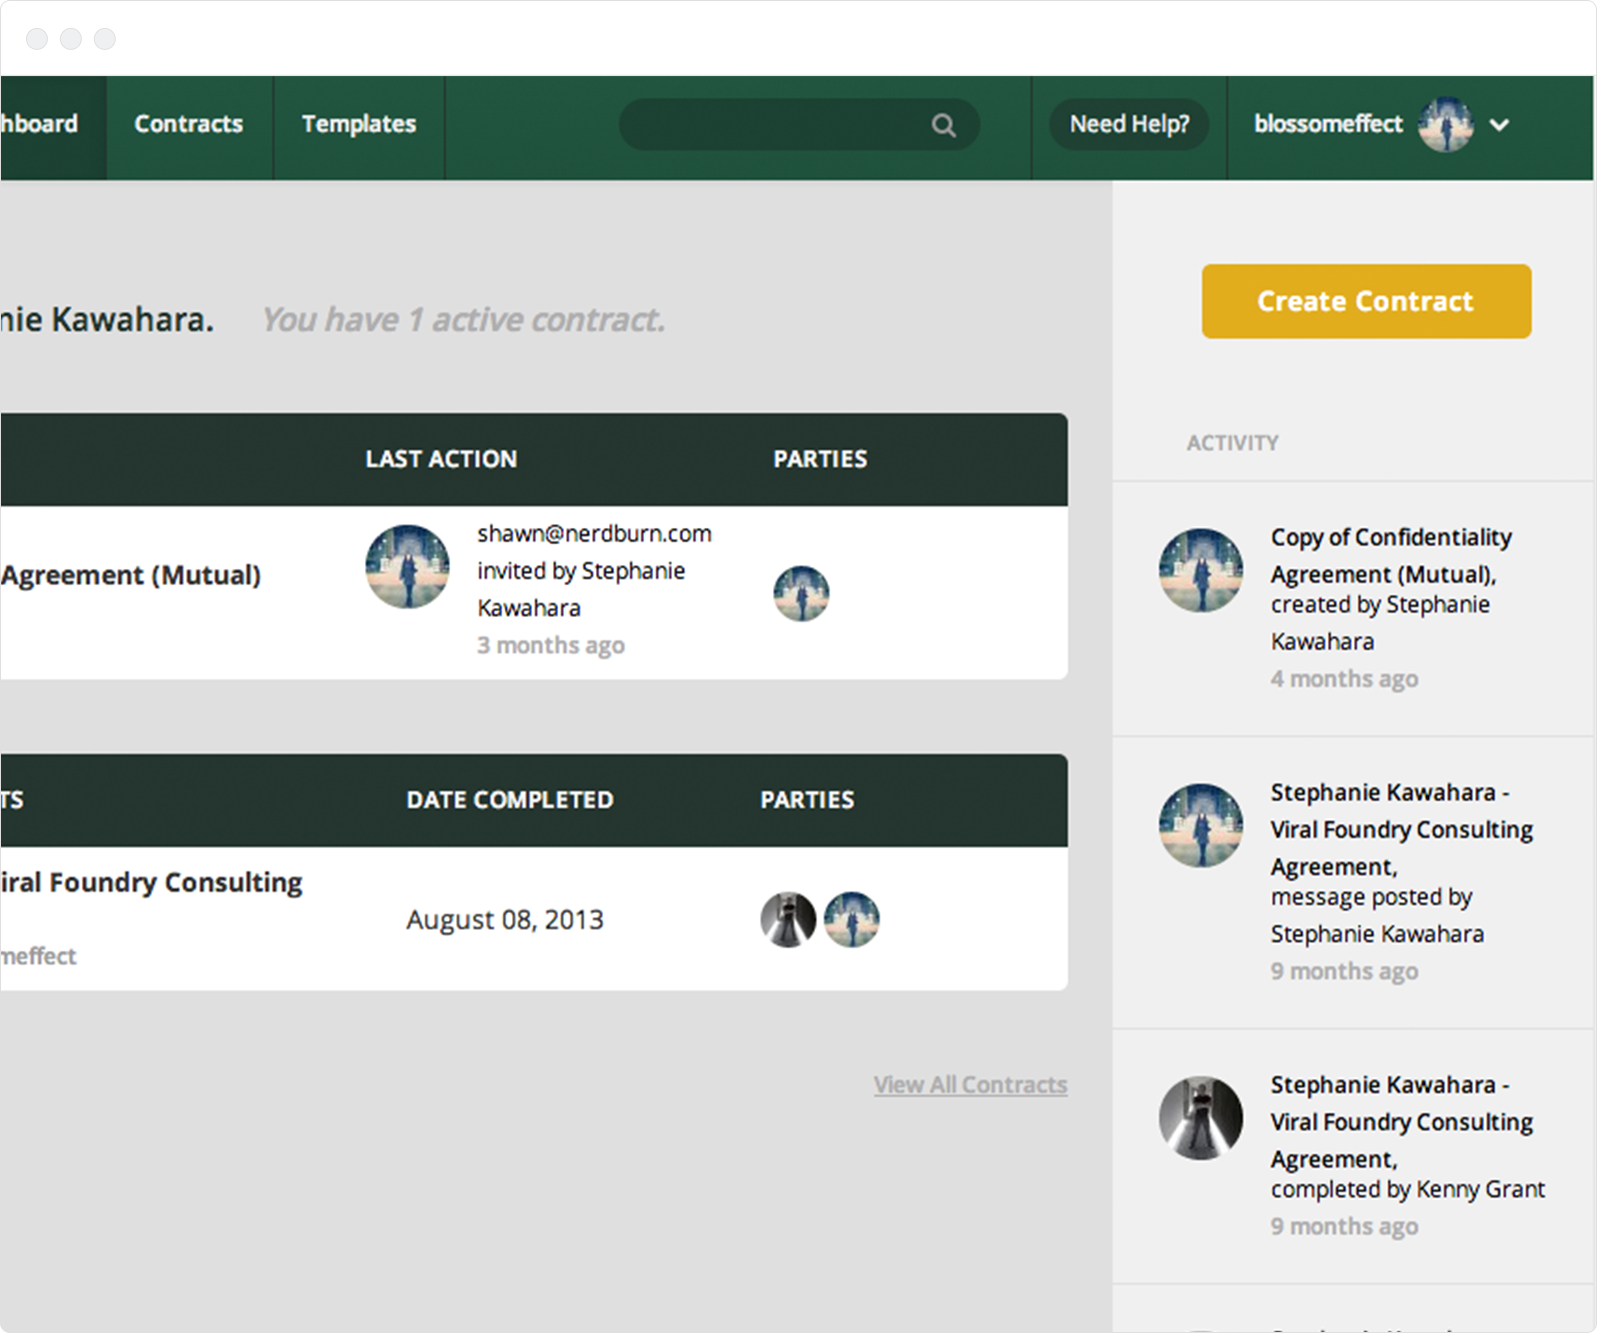 hboard
Contracts
Templates
Need Help?
blossomeffect
nie Kawahara.
You have 1 active contract.
Create Contract
LAST ACTION
PARTIES
Agreement (Mutual)
shawn@nerdburn.com
invited by Stephanie
Kawahara
3 months ago
TS
DATE COMPLETED
PARTIES
iral Foundry Consulting
meffect
August 08, 2013
View All Contracts
ACTIVITY
Copy of Confidentiality
Agreement (Mutual),
created by Stephanie
Kawahara
4 months ago
Stephanie Kawahara -
Viral Foundry Consulting
Agreement,
message posted by
Stephanie Kawahara
9 months ago
Stephanie Kawahara -
Viral Foundry Consulting
Agreement,
completed by Kenny Grant
9 months ago